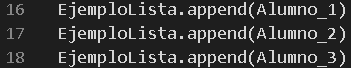 16 EjemploLista.append(Alumno_1)
17 EjemploLista.append(Alumno_2)
18 EjemploLista.append(Alumno_3)